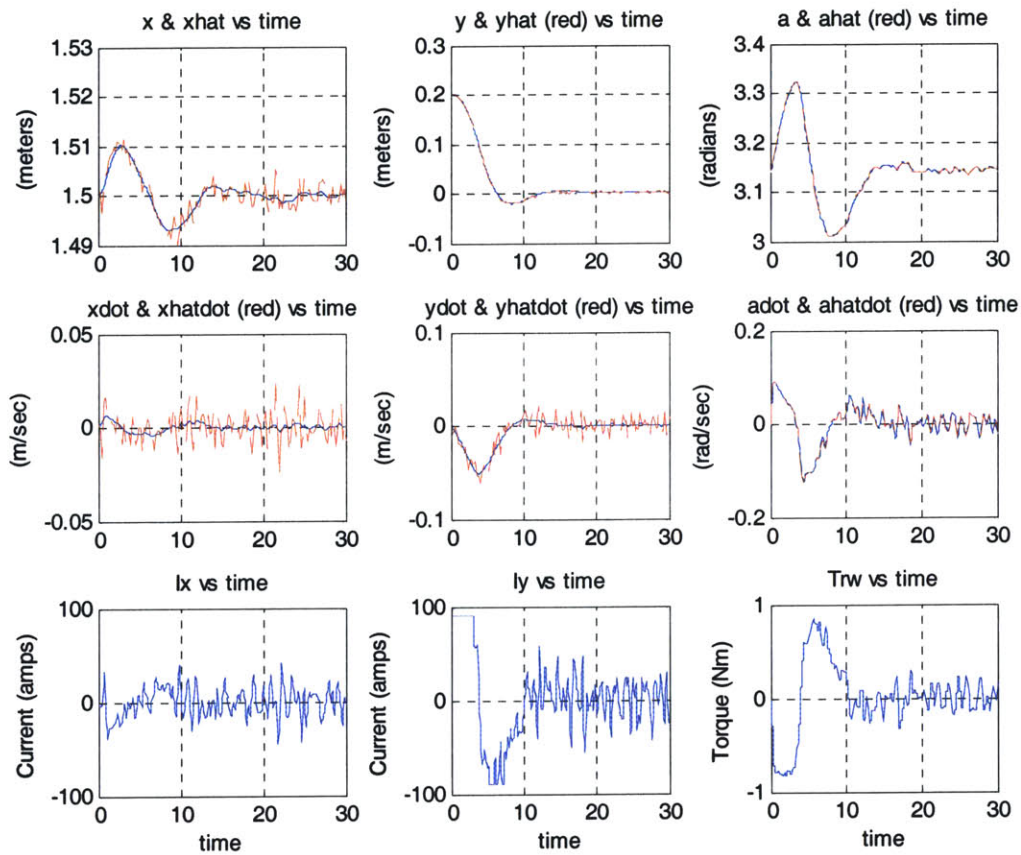 x & xhat vs time
y & yhat (red) vs time
a & ahat (red) vs time
1.53
1.52
1.51
1.5
1.49
(meters)
0 10 20 30
0.3
0.2
0.1
0
-0.1
(meters)
0 10 20 30
3.4
3.3
3.2
3.1
3
(radians)
0 10 20 30
xdot & xhatdot (red) vs time
ydot & yhatdot (red) vs time
adot & ahatdot (red) vs time
0.05
0
-0.05
(m/sec)
0 10 20 30
0.1
0
-0.1
(m/sec)
0 10 20 30
0.2
0
-0.2
(rad/sec)
0 10 20 30
Ix vs time
Iy vs time
Trw vs time
100
0
-100
Current (amps)
0 10 20 30
time
100
0
-100
Current (amps)
0 10 20 30
time
1
0
-1
Torque (Nm)
0 10 20 30
time